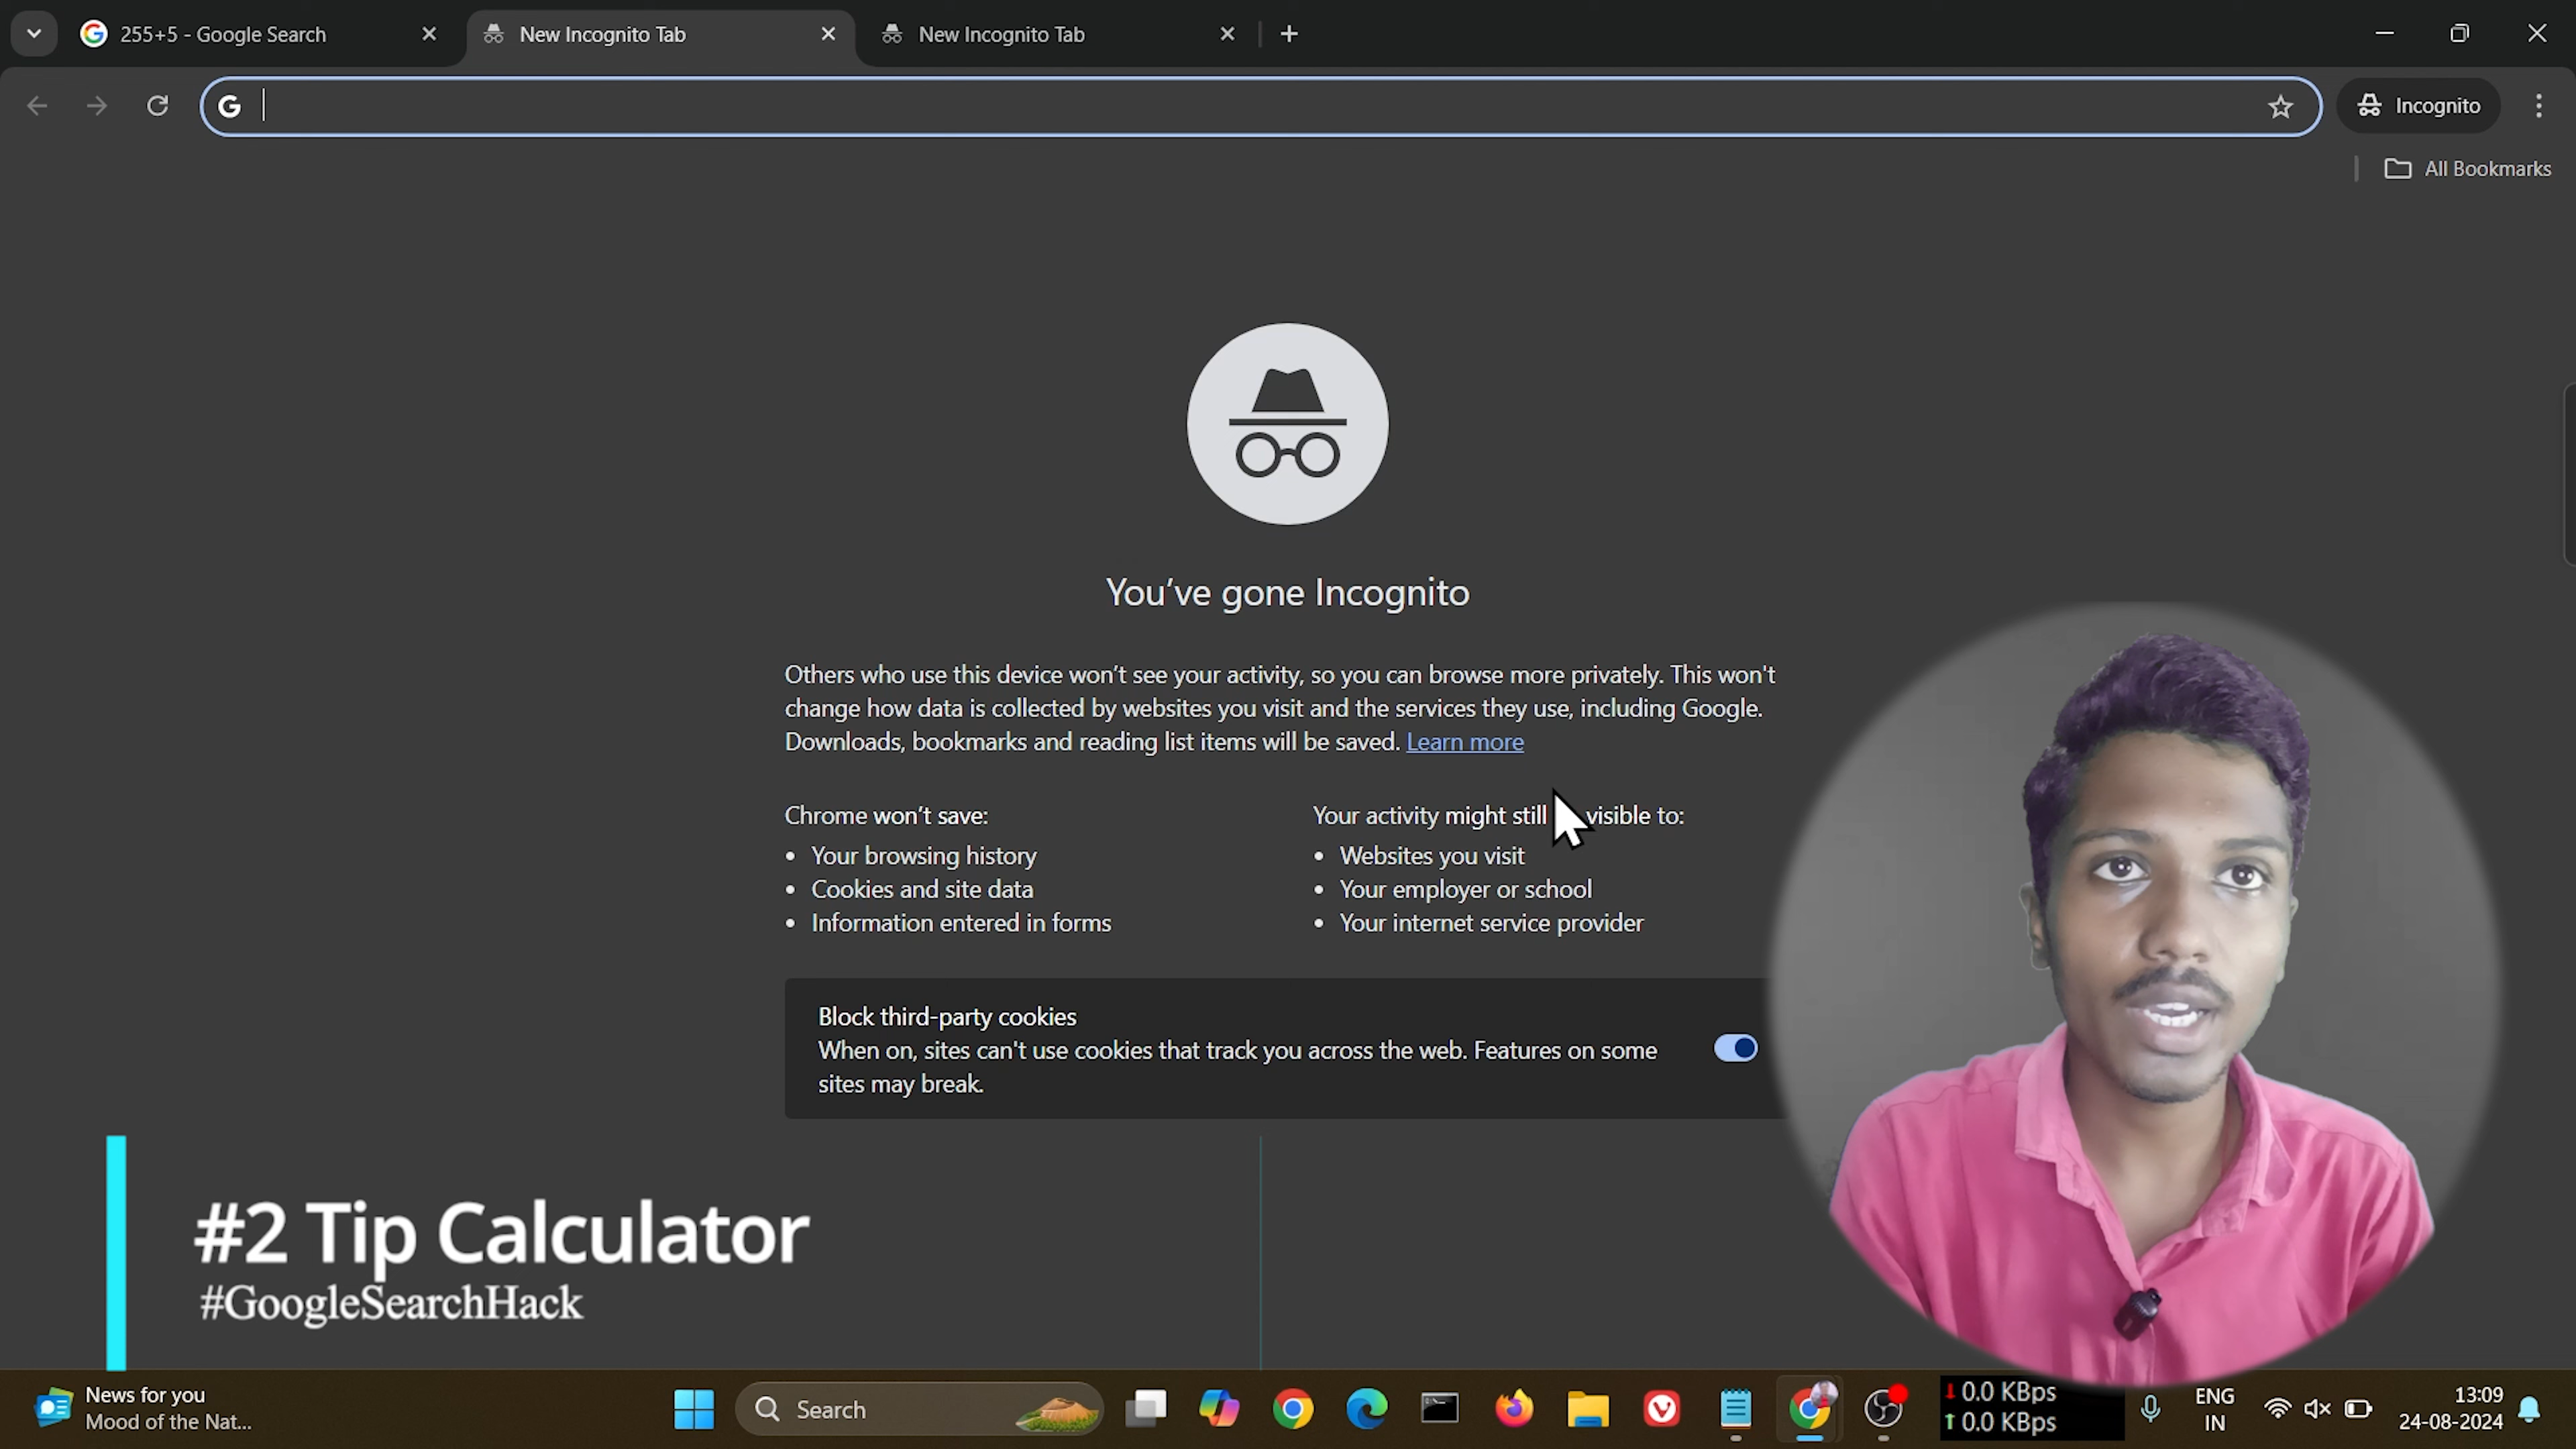 255+5 - Google Search
New Incognito Tab
New Incognito Tab
Incognito
All Bookmarks
You've gone Incognito
Others who use this device won't see your activity, so you can browse more privately. This won't
change how data is collected by websites you visit and the services they use, including Google.
Downloads, bookmarks and reading list items will be saved. Learn more
Chrome won't save:
• Your browsing history
• Cookies and site data
• Information entered in forms
Your activity might still visible to:
• Websites you visit
• Your employer or school
• Your internet service provider
Block third-party cookies
When on, sites can't use cookies that track you across the web. Features on some
sites may break.
#2 Tip Calculator
#GoogleSearchHack
News for you
Mood of the Nat...
Search
↓0.0 KBps
↑0.0 KBps
ENG
IN
13:09
24-08-2024